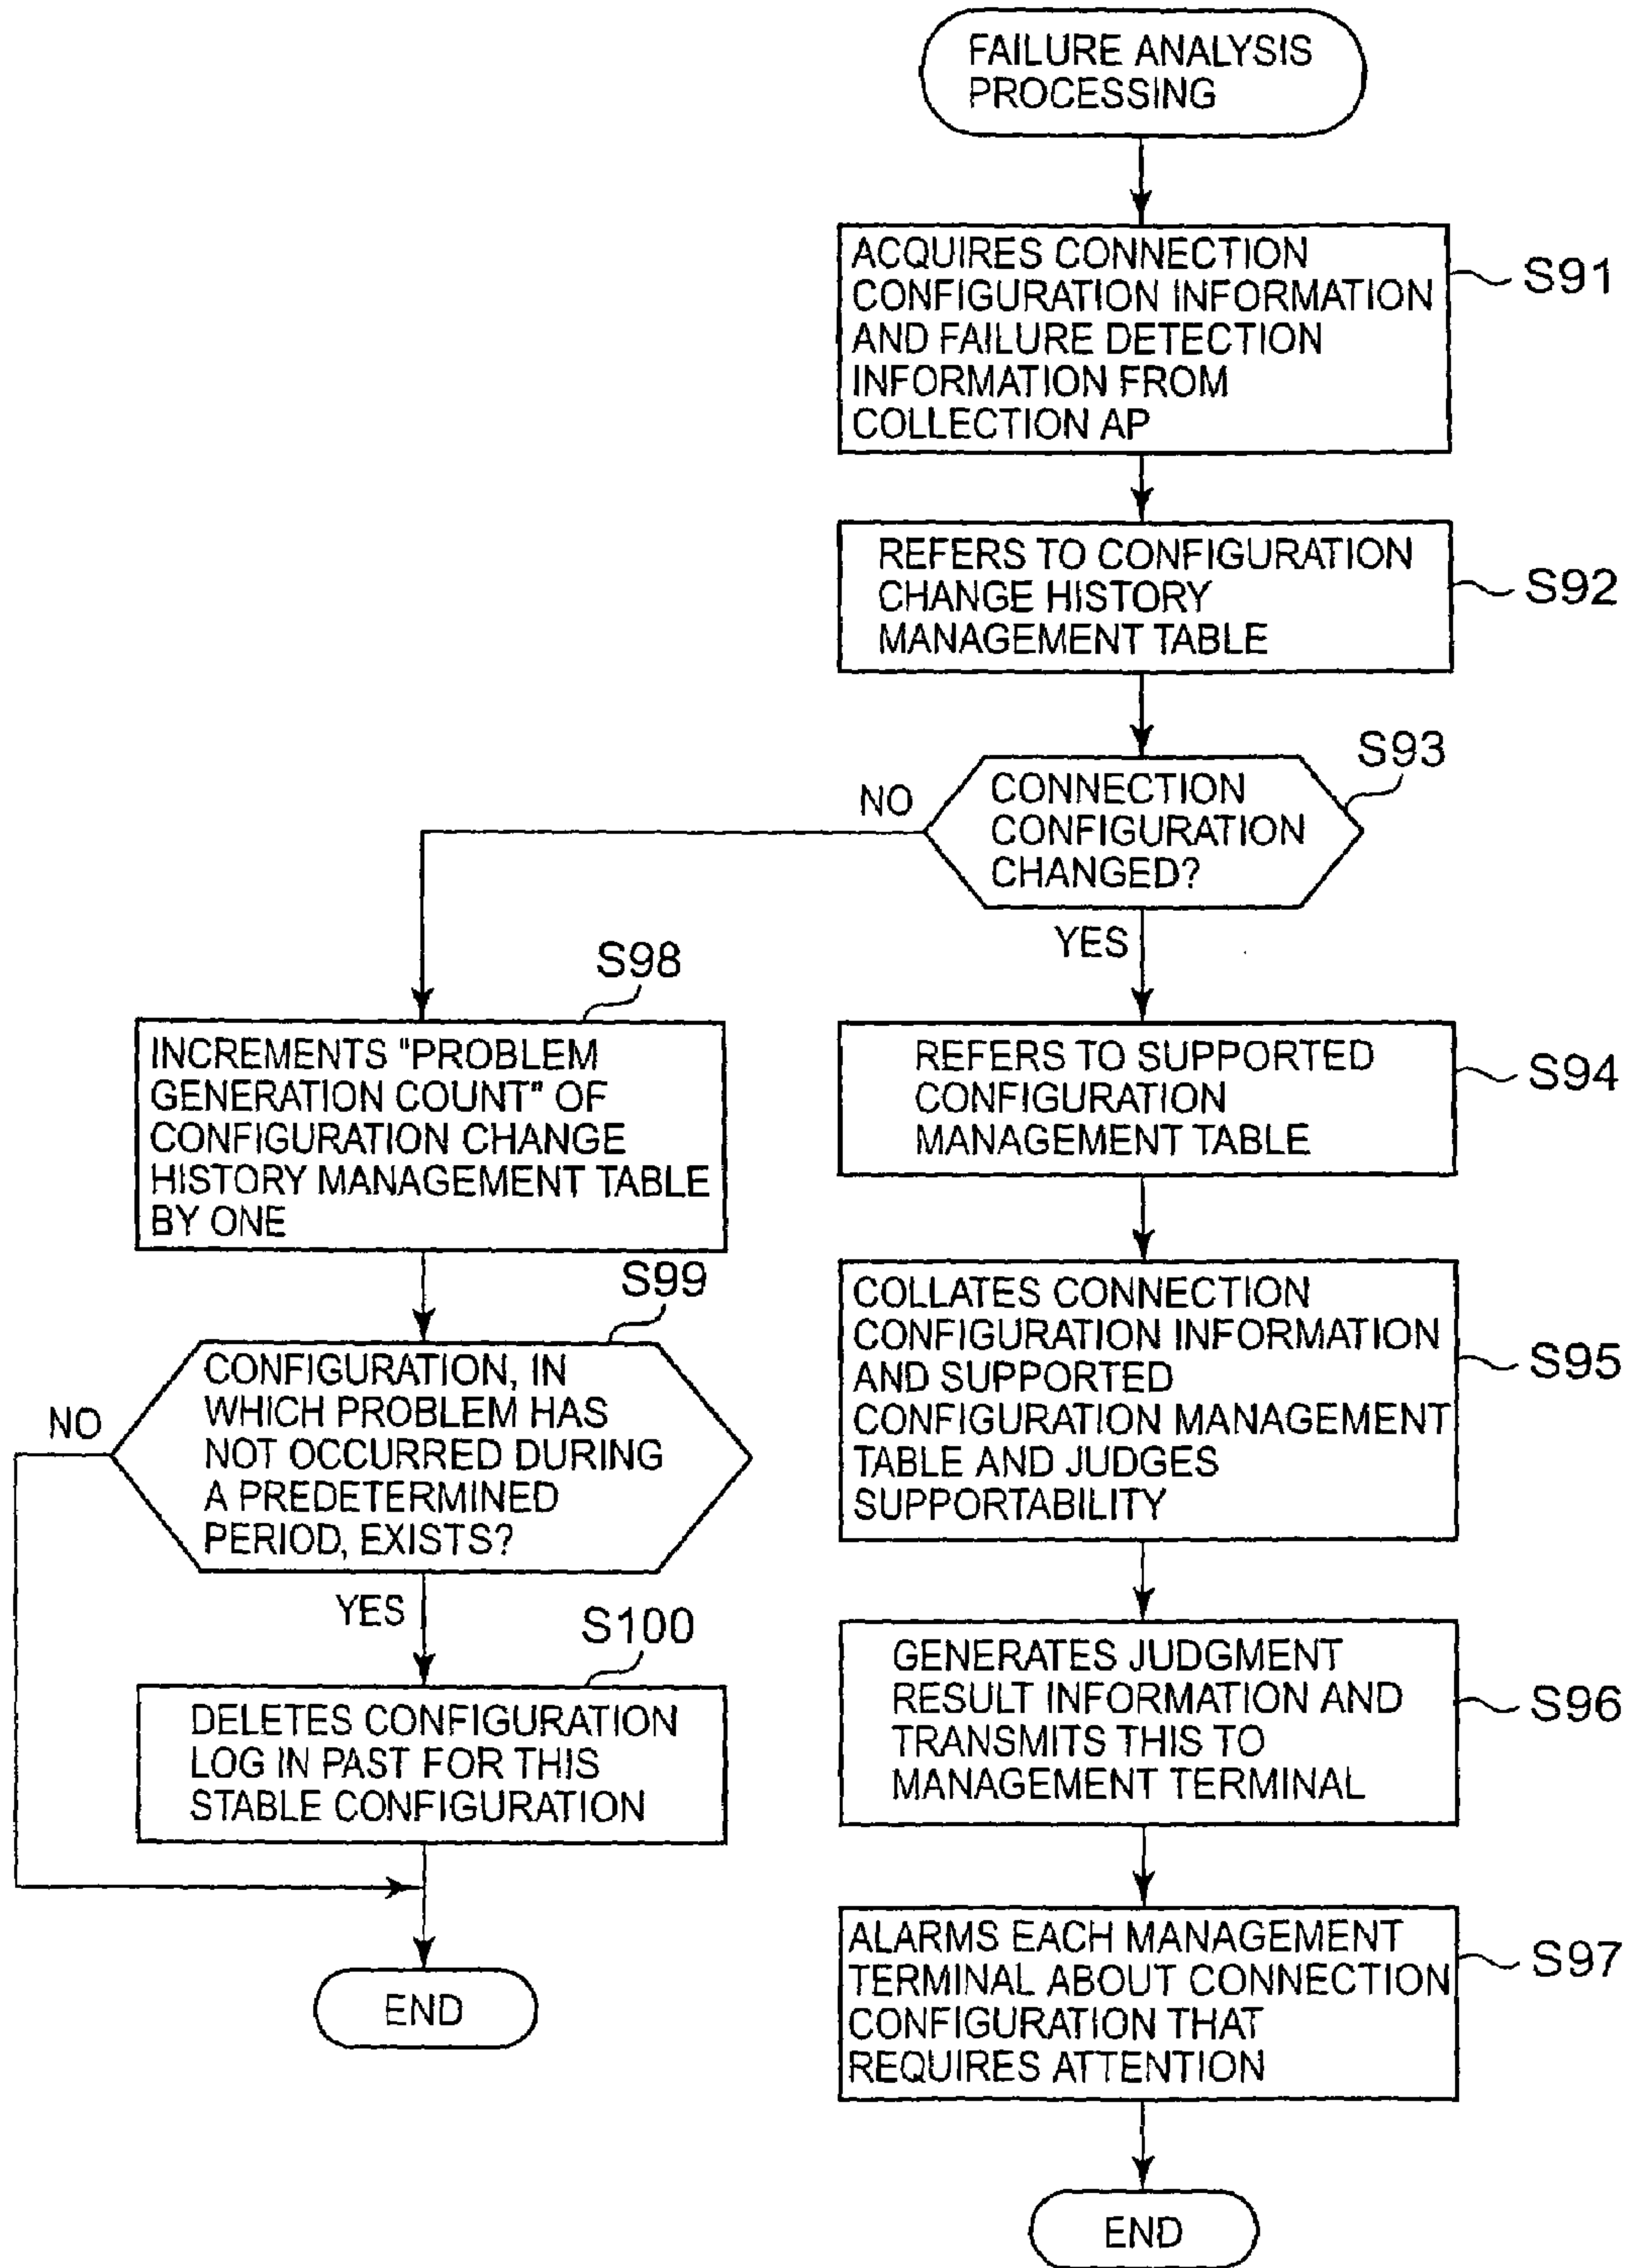 FAILURE ANALYSIS
PROCESSING
ACQUIRES CONNECTION
CONFIGURATION INFORMATION
AND FAILURE DETECTION
INFORMATION FROM
COLLECTION AP
S91
REFERS TO CONFIGURATION
CHANGE HISTORY
MANAGEMENT TABLE
S92
CONNECTION
CONFIGURATION
CHANGED?
S93
NO
YES
REFERS TO SUPPORTED
CONFIGURATION
MANAGEMENT TABLE
S94
COLLATES CONNECTION
CONFIGURATION INFORMATION
AND SUPPORTED
CONFIGURATION MANAGEMENT
TABLE AND JUDGES
SUPPORTABILITY
S95
GENERATES JUDGMENT
RESULT INFORMATION AND
TRANSMITS THIS TO
MANAGEMENT TERMINAL
S96
ALARMS EACH MANAGEMENT
TERMINAL ABOUT CONNECTION
CONFIGURATION THAT
REQUIRES ATTENTION
S97
END
S98
INCREMENTS "PROBLEM
GENERATION COUNT" OF
CONFIGURATION CHANGE
HISTORY MANAGEMENT TABLE
BY ONE
S99
CONFIGURATION, IN
WHICH PROBLEM HAS
NOT OCCURRED DURING
A PREDETERMINED
PERIOD, EXISTS?
NO
YES
S100
DELETES CONFIGURATION
LOG IN PAST FOR THIS
STABLE CONFIGURATION
END